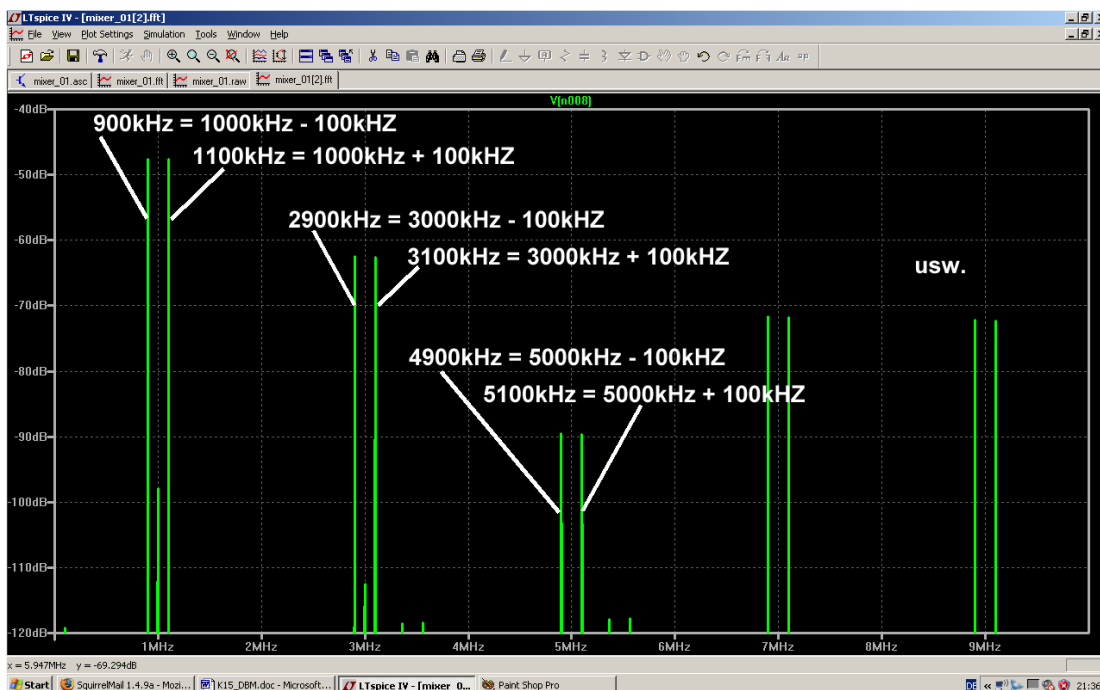 LTspice IV - [mixer_01[2].fft]
File View Plot Settings Simulation Tools Window Help
mixer_01.asc mixer_01.fft mixer_01.raw mixer_01[2].fft
V(n008)
-40dB
900kHz = 1000kHz - 100kHZ
1100kHz = 1000kHz + 100kHZ
-50dB
-60dB
2900kHz = 3000kHz - 100kHZ
3100kHz = 3000kHz + 100kHZ
usw.
-70dB
4900kHz = 5000kHz - 100kHZ
-80dB
5100kHz = 5000kHz + 100kHZ
-90dB
-100dB
-110dB
-120dB
1MHz 2MHz 3MHz 4MHz 5MHz 6MHz 7MHz 8MHz 9MHz
x = 5.947MHz y = -69.294dB
Start SquirrelMail 1.4.9a - Mozi... K15_DBM.doc - Microsoft... LTspice IV - [mixer_0... Paint Shop Pro DE « 21:36